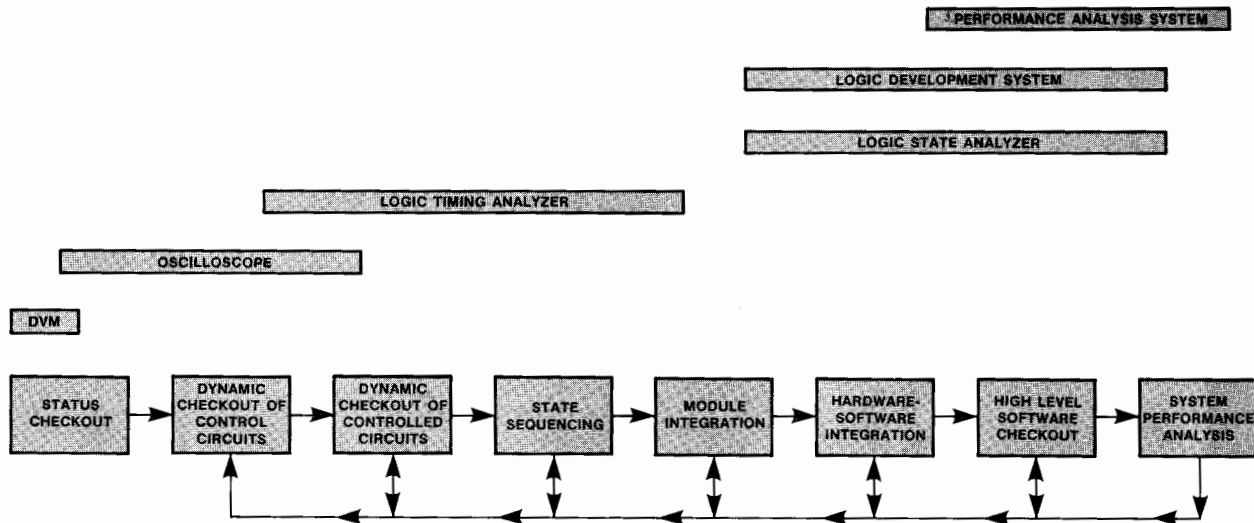 PERFORMANCE ANALYSIS SYSTEM
LOGIC DEVELOPMENT SYSTEM
LOGIC STATE ANALYZER
LOGIC TIMING ANALYZER
OSCILLOSCOPE
DVM
STATUS
CHECKOUT
DYNAMIC
CHECKOUT OF
CONTROL
CIRCUITS
DYNAMIC
CHECKOUT OF
CONTROLLED
CIRCUITS
STATE
SEQUENCING
MODULE
INTEGRATION
HARDWARE-
SOFTWARE
INTEGRATION
HIGH LEVEL
SOFTWARE
CHECKOUT
SYSTEM
PERFORMANCE
ANALYSIS